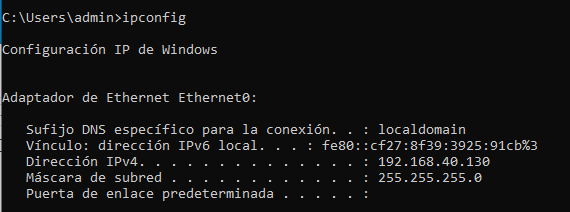 C:\Users\admin>ipconfig
Configuración IP de Windows
Adaptador de Ethernet Ethernet0:
Sufijo DNS específico para la conexión. . : localdomain
Vínculo: dirección IPv6 local. . . : fe80::cf27:8f39:3925:91cb%3
Dirección IPv4. . . . . . . . . . . . . . : 192.168.40.130
Máscara de subred . . . . . . . . . . . . : 255.255.255.0
Puerta de enlace predeterminada . . . . . :